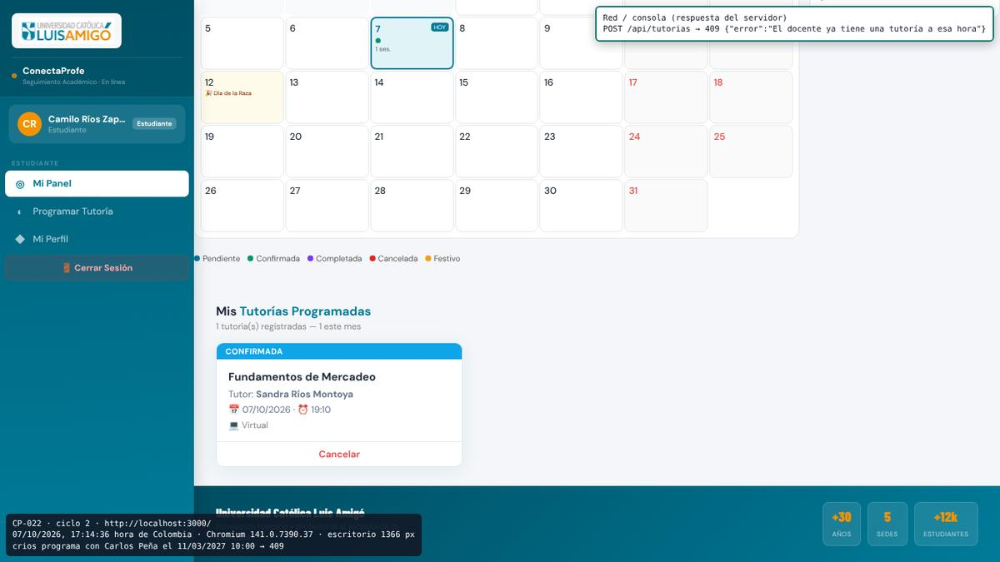 UNIVERSIDAD CATÓLICA
LUISAMIGÓ
ConectaProfe
Seguimiento Académico · En línea
CR
Camilo Ríos Zap...
Estudiante
Estudiante
ESTUDIANTE
Mi Panel
Programar Tutoría
Mi Perfil
Cerrar Sesión
Red / consola (respuesta del servidor)
POST /api/tutorias → 409 {"error":"El docente ya tiene una tutoría a esa hora"}
5
6
7
HOY
1 ses.
8
9
12
🎉 Día de la Raza
13
14
15
16
17
18
19
20
21
22
23
24
25
26
27
28
29
30
31
Pendiente
Confirmada
Completada
Cancelada
Festivo
Mis Tutorías Programadas
1 tutoria(s) registradas — 1 este mes
CONFIRMADA
Fundamentos de Mercadeo
Tutor: Sandra Ríos Montoya
📅 07/10/2026 · ⏰ 19:10
💻 Virtual
Cancelar
Universidad Católica Luis Amigó
+30
AÑOS
5
SEDES
+12k
ESTUDIANTES
CP-022 · ciclo 2 · http://localhost:3000/
07/10/2026, 17:14:36 hora de Colombia · Chromium 141.0.7390.37 · escritorio 1366 px
crios programa con Carlos Peña el 11/03/2027 10:00 → 409